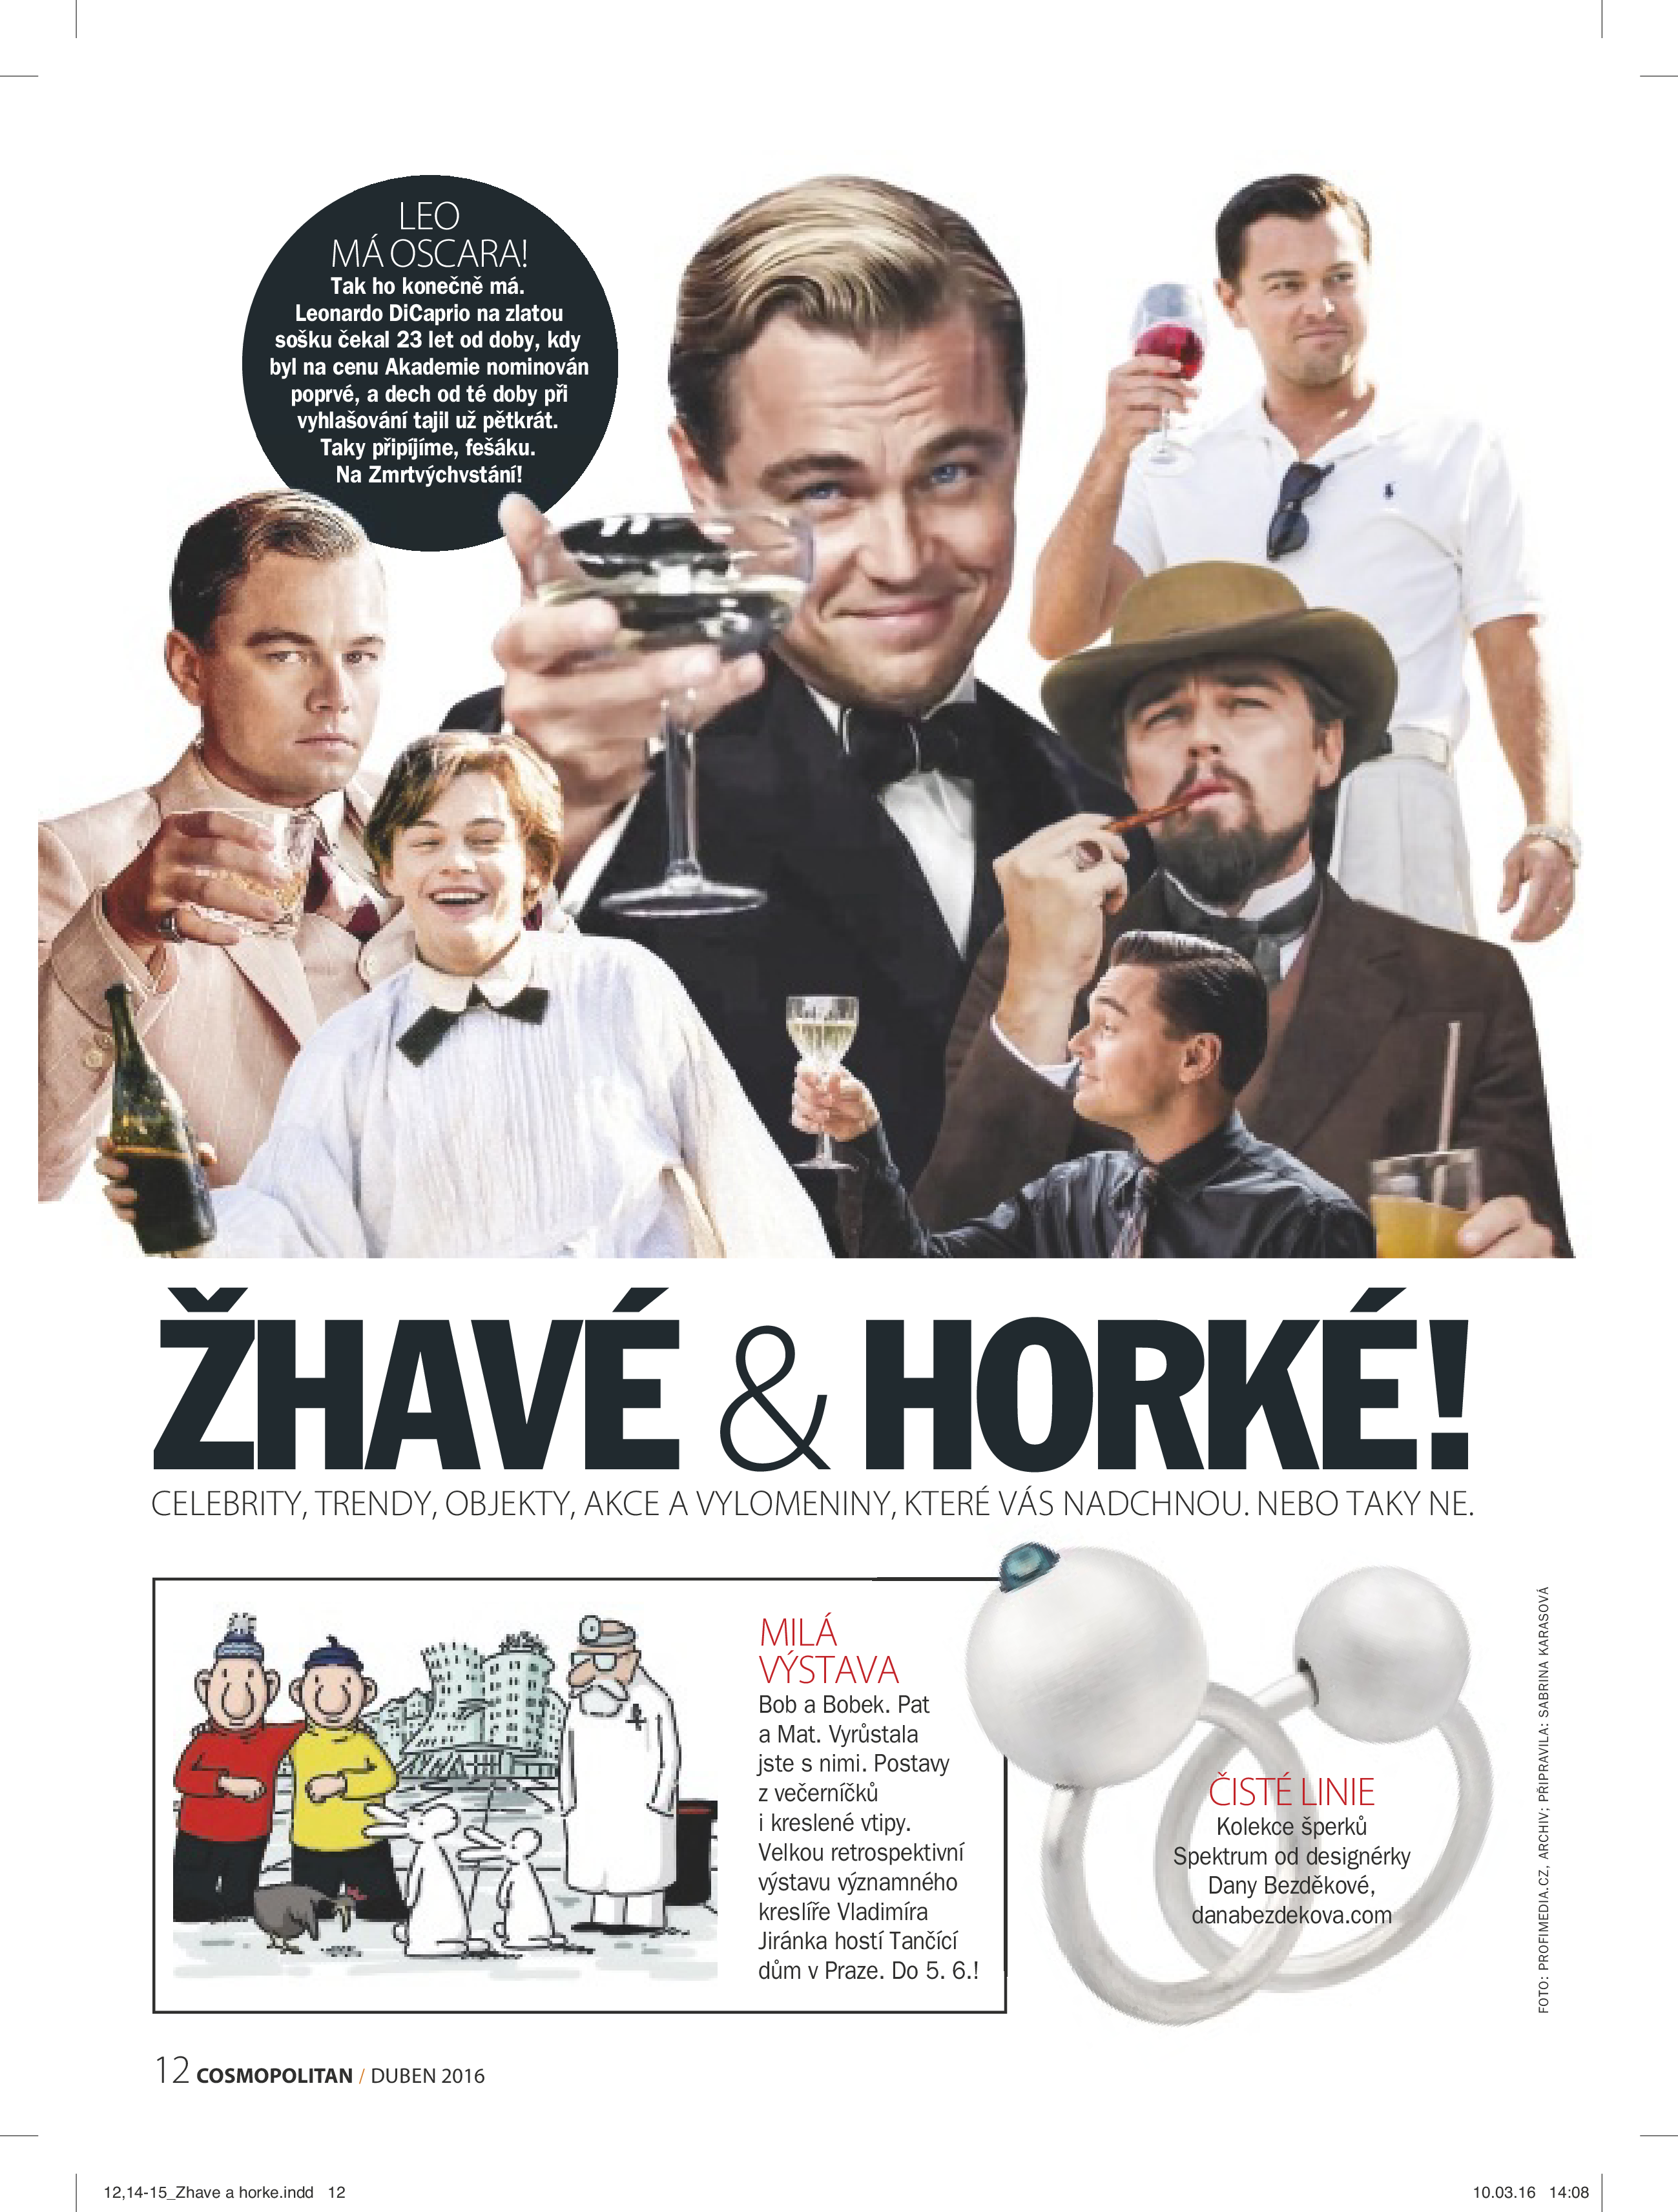 LEO
MÁ OSCARA!
Tak ho konečně má.
Leonardo DiCaprio na zlatou
sošku čekal 23 let od doby, kdy
byl na cenu Akademie nominován
poprvé, a dech od té doby při
vyhlašování tajil už pětkrát.
Taky připíjíme, fešáku.
Na Zmrtvýchvstání!
ŽHAVÉ & HORKÉ!
CELEBRITY, TRENDY, OBJEKTY, AKCE A VYLOMENINY, KTERÉ VÁS NADCHNOU. NEBO TAKY NE.
MILÁ
VÝSTAVA
Bob a Bobek. Pat
a Mat. Vyrůstala
jste s nimi. Postavy
z večerníčků
i kreslené vtipy.
Velkou retrospektivní
výstavu významného
kreslíře Vladimíra
Jiránka hostí Tančící
dům v Praze. Do 5. 6.!
ČISTÉ LINIE
Kolekce šperků
Spektrum od designérky
Dany Bezděkové,
danabezdekova.com
FOTO: PROFIMEDIA.CZ, ARCHIV; PŘIPRAVILA: SABRINA KARASOVÁ
12 COSMOPOLITAN / DUBEN 2016
12,14-15_Zhave a horke.indd 12
10.03.16 14:08